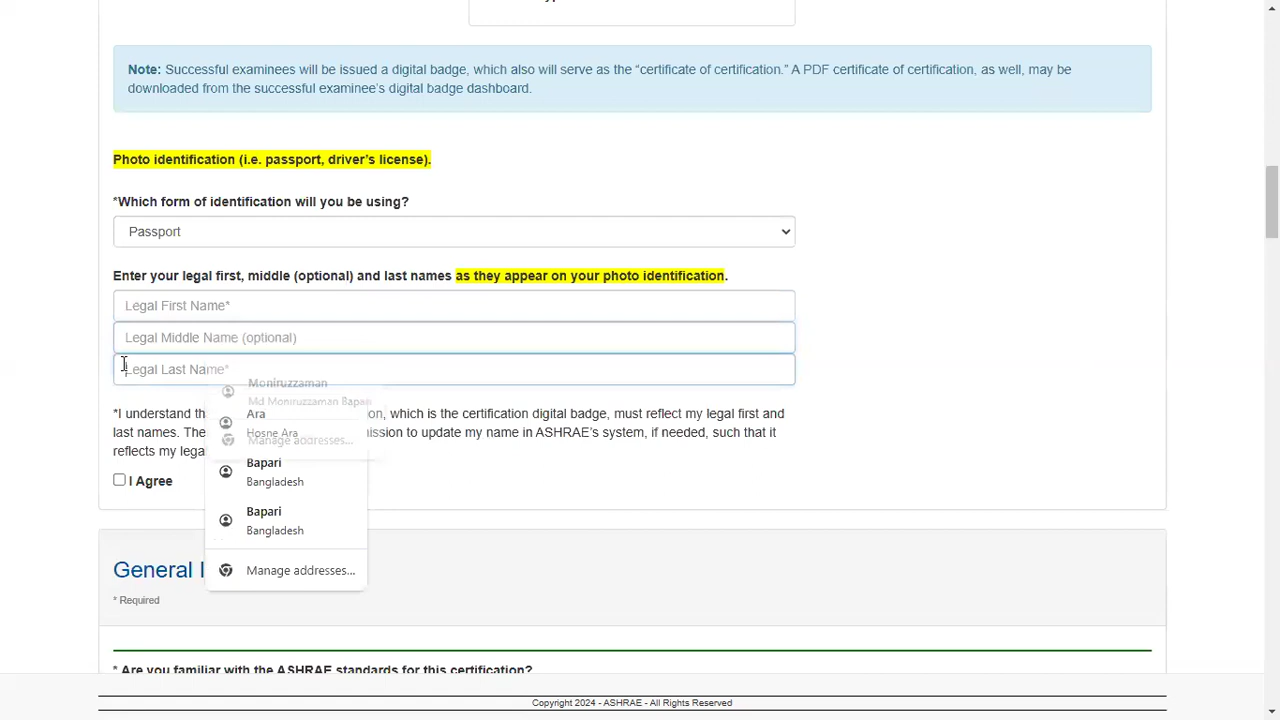 Note: Successful examinees will be issued a digital badge, which also will serve as the “certificate of certification.” A PDF certificate of certification, as well, may be
downloaded from the successful examinee’s digital badge dashboard.
Photo identification (i.e. passport, driver’s license).
*Which form of identification will you be using?
Passport
Enter your legal first, middle (optional) and last names as they appear on your photo identification.
Legal First Name*
Legal Middle Name (optional)
Legal Last Name*
Moniruzzaman
Md Moniruzzaman Bapari
Ara
Hosne Ara
Manage addresses...
Bapari
Bangladesh
Bapari
Bangladesh
Manage addresses...
*I understand on, which is the certification digital badge, must reflect my legal first and
last names. The mission to update my name in ASHRAE’s system, if needed, such that it
reflects my lega
I Agree
General I
* Required
* Are you familiar with the ASHRAE standards for this certification?
Copyright 2024 - ASHRAE - All Rights Reserved